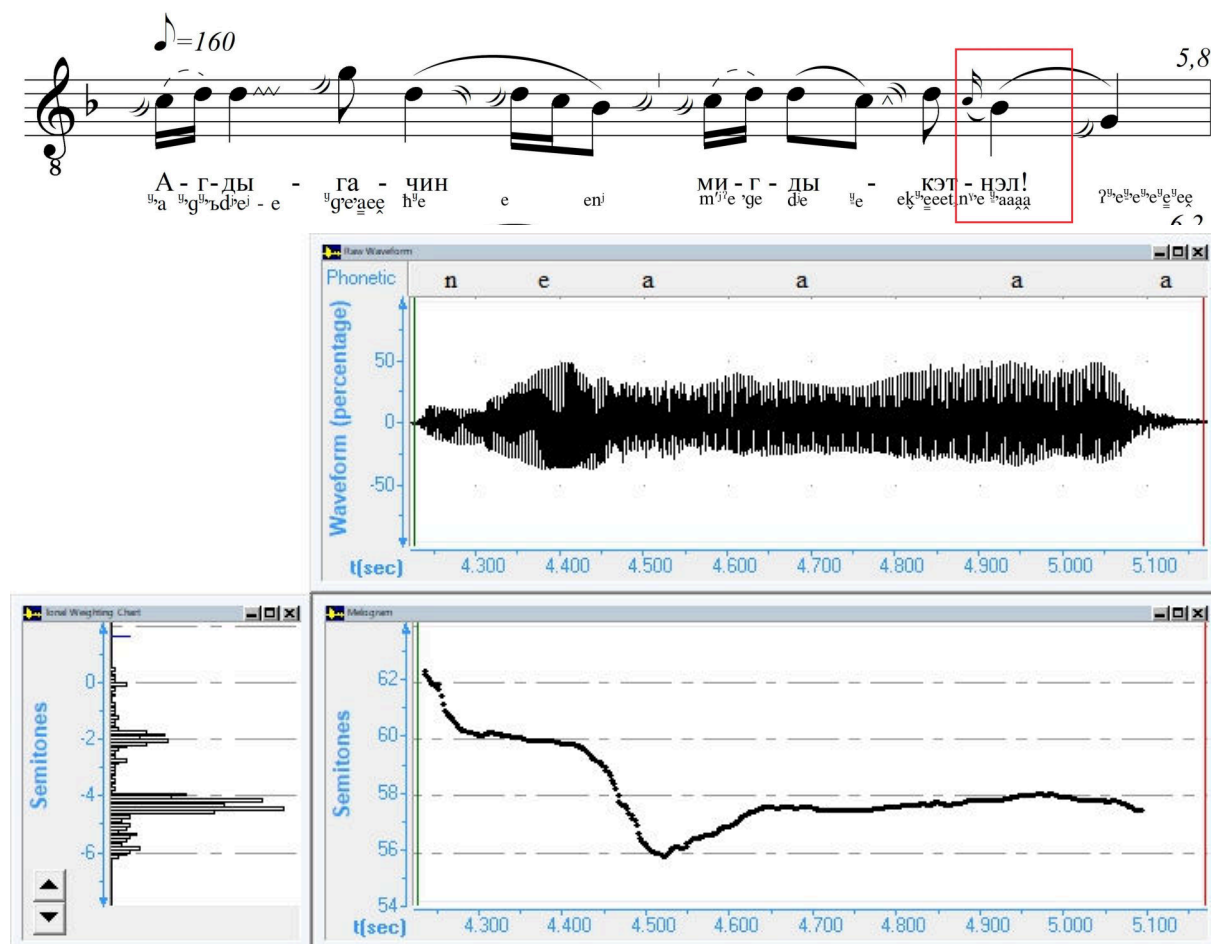 ♪=160
5,8
8
А - г-ды - га - чин ми - г - ды - кэт - нэл!
6,2
Raw Waveform
Phonetic n e a a a a
Waveform (percentage)
50
0
-50
t(sec) 4.300 4.400 4.500 4.600 4.700 4.800 4.900 5.000 5.100
Tonal Weighting Chart
Semitones
0
-2
-4
-6
Melogram
Semitones
62
60
58
56
54
t(sec) 4.300 4.400 4.500 4.600 4.700 4.800 4.900 5.000 5.100